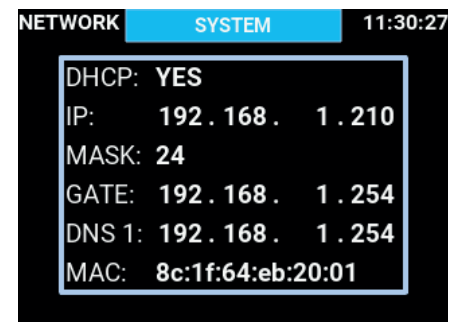 NETWORK SYSTEM 11:30:27
DHCP: YES
IP: 192 . 168 . 1 . 210
MASK: 24
GATE: 192 . 168 . 1 . 254
DNS 1: 192 . 168 . 1 . 254
MAC: 8c:1f:64:eb:20:01